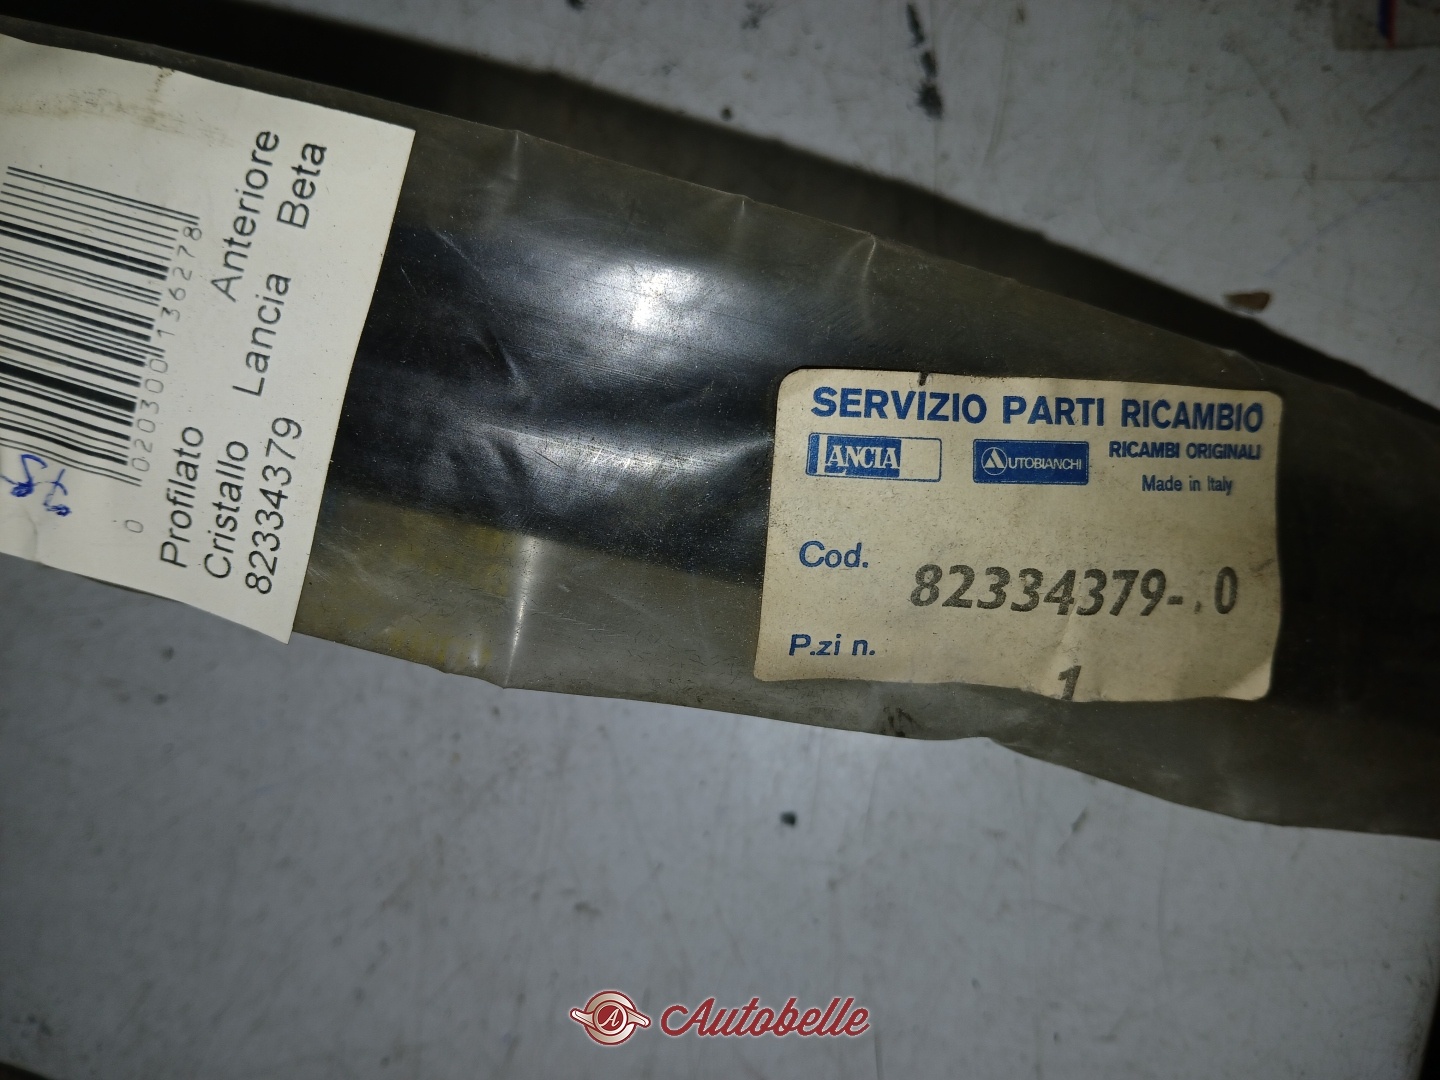 0 020300 136278
Profilato Anteriore
Cristallo Lancia Beta
82334379
SERVIZIO PARTI RICAMBIO
LANCIA
AUTOBIANCHI
RICAMBI ORIGINALI
Made in Italy
Cod. 82334379-.0
P.zi n. 1
A Autobelle